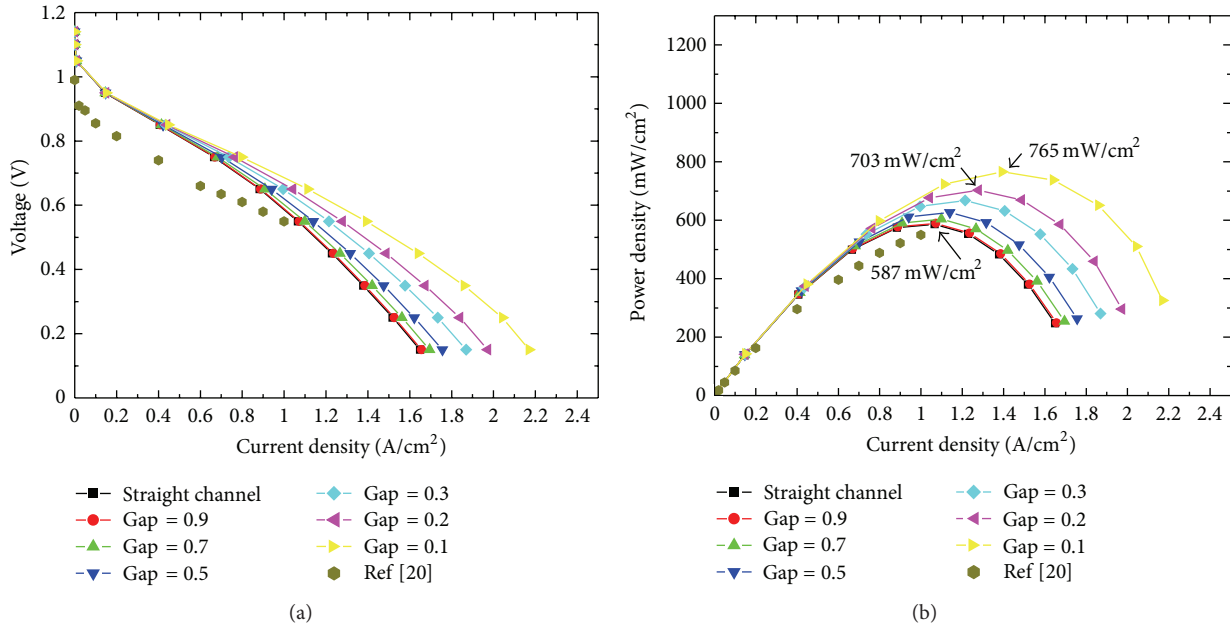 1.2
1
0.8
0.6
0.4
0.2
0
Voltage (V)
0 0.2 0.4 0.6 0.8 1 1.2 1.4 1.6 1.8 2 2.2 2.4
Current density (A/cm²)
Straight channel
Gap = 0.9
Gap = 0.7
Gap = 0.5
Gap = 0.3
Gap = 0.2
Gap = 0.1
Ref [20]
(a)
1200
1000
800
600
400
200
0
Power density (mW/cm²)
703 mW/cm²
765 mW/cm²
587 mW/cm²
0 0.2 0.4 0.6 0.8 1 1.2 1.4 1.6 1.8 2 2.2 2.4
Current density (A/cm²)
Straight channel
Gap = 0.9
Gap = 0.7
Gap = 0.5
Gap = 0.3
Gap = 0.2
Gap = 0.1
Ref [20]
(b)